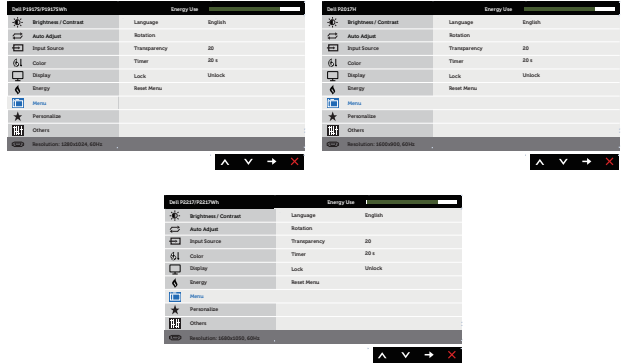 Dell P1917S/P1917SWh Energy Use
Brightness / Contrast Language English
Auto Adjust Rotation
Input Source Transparency 20
Color Timer 20 s
Display Lock Unlock
Energy Reset Menu
Menu
Personalize
Others
Resolution: 1280x1024, 60Hz
Dell P2017H Energy Use
Brightness / Contrast Language English
Auto Adjust Rotation
Input Source Transparency 20
Color Timer 20 s
Display Lock Unlock
Energy Reset Menu
Menu
Personalize
Others
Resolution: 1600x900, 60Hz
Dell P2217/P2217Wh Energy Use
Brightness / Contrast Language English
Auto Adjust Rotation
Input Source Transparency 20
Color Timer 20 s
Display Lock Unlock
Energy Reset Menu
Menu
Personalize
Others
Resolution: 1680x1050, 60Hz